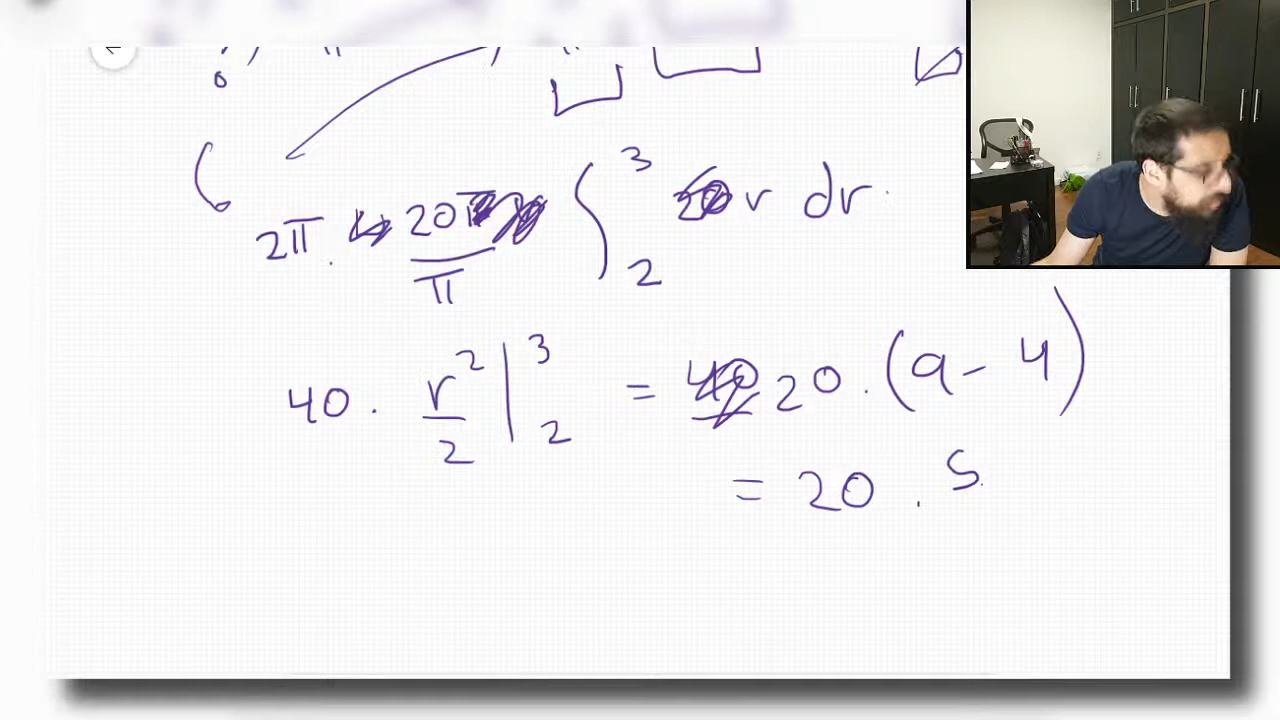 2π · 20/π ∫₂³ r dr
40 · r²/2 |₂³ = 20 · (9 - 4)
= 20 · 5